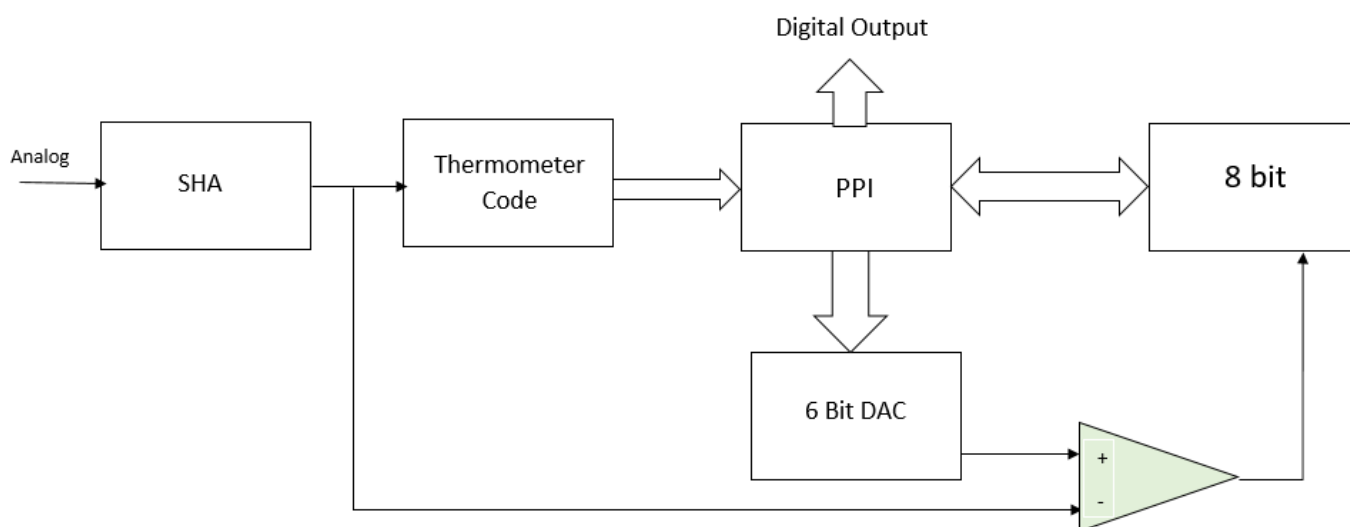 Digital Output
Analog
SHA
Thermometer
Code
PPI
8 bit
6 Bit DAC
+
-